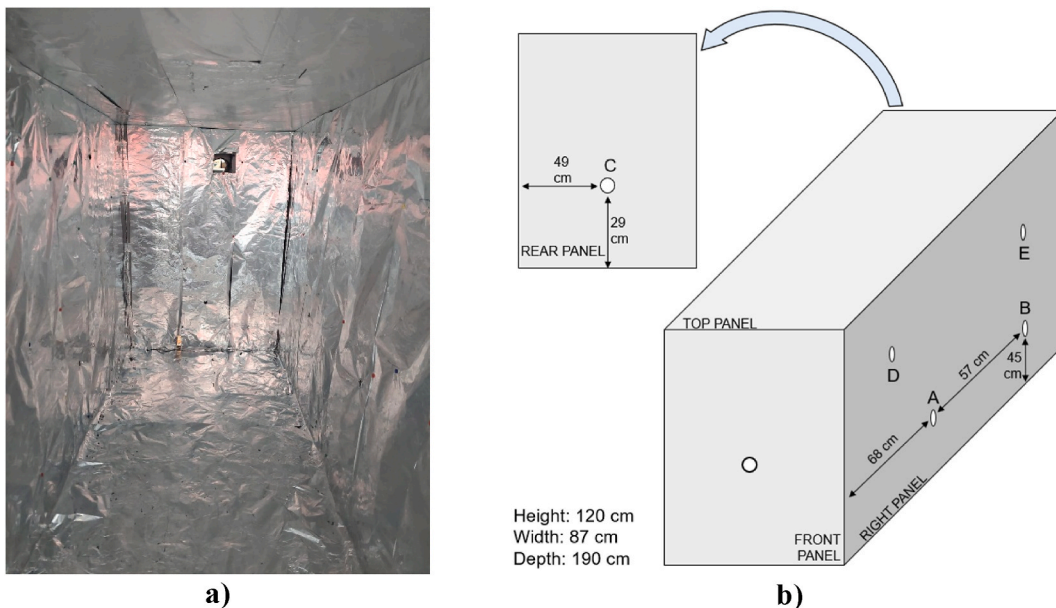 49
cm
C
29
cm
REAR PANEL
TOP PANEL
E
B
D
57 cm
45
cm
A
68 cm
RIGHT PANEL
Height: 120 cm
Width: 87 cm
Depth: 190 cm
FRONT
PANEL
a)
b)